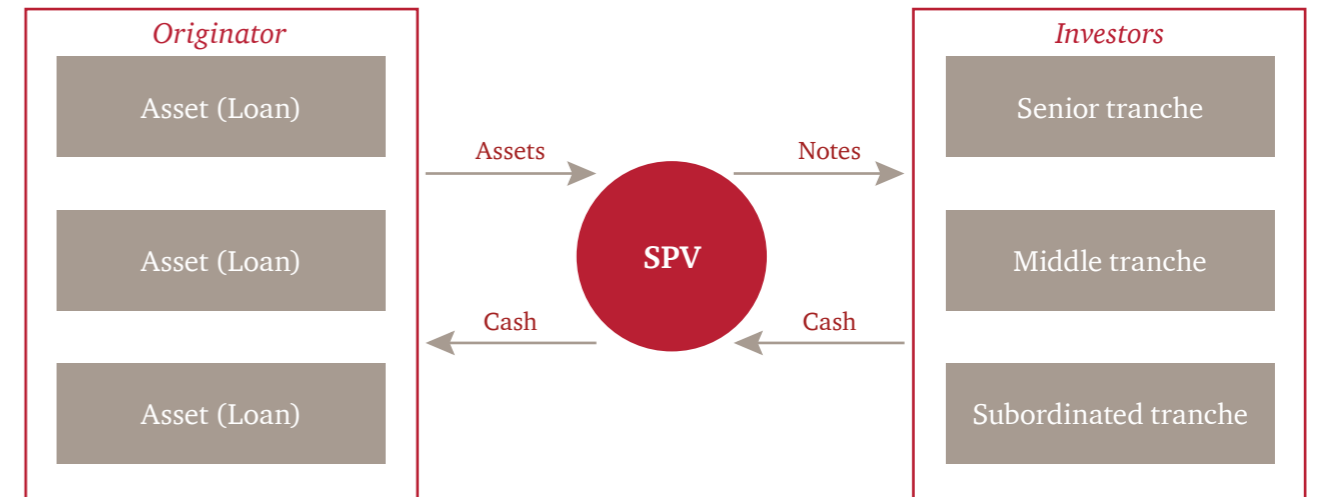 Originator
Asset (Loan)
Asset (Loan)
Asset (Loan)
Assets
Cash
SPV
Notes
Cash
Investors
Senior tranche
Middle tranche
Subordinated tranche